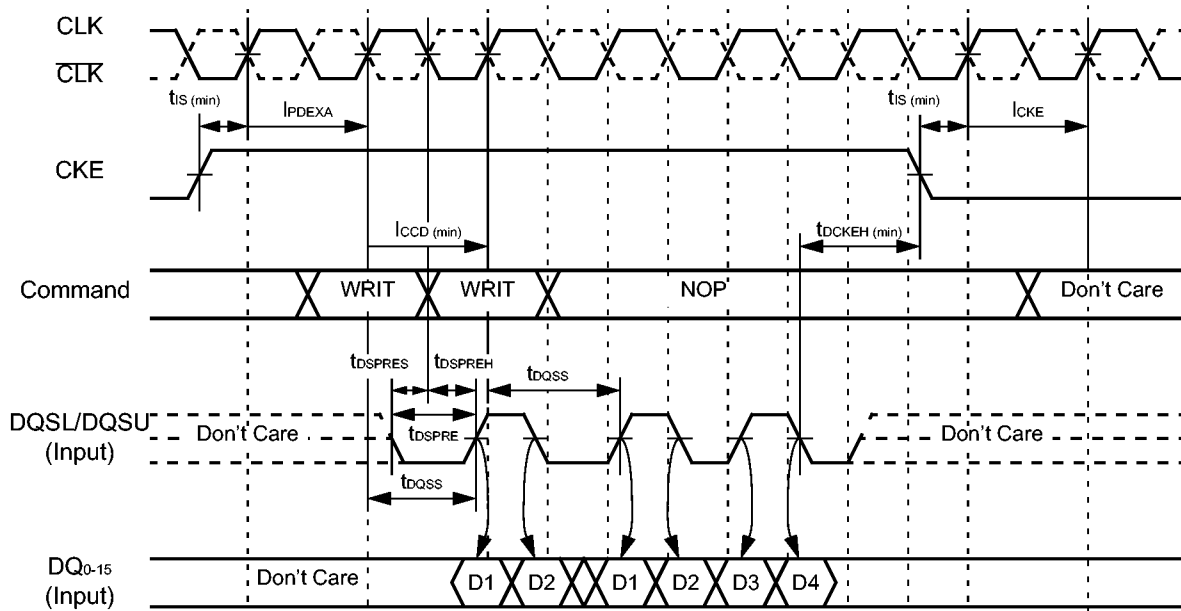 CLK
CLK
tIS (min)
lPDEXA
tIS (min)
lCKE
CKE
lCCD (min)
tDCKEH (min)
Command
WRIT
WRIT
NOP
Don't Care
tDSPRES
tDSPREH
tDQSS
DQSL/DQSU
(Input)
Don't Care
tDSPRE
Don't Care
tDQSS
DQ0-15
(Input)
Don't Care
D1
D2
D1
D2
D3
D4